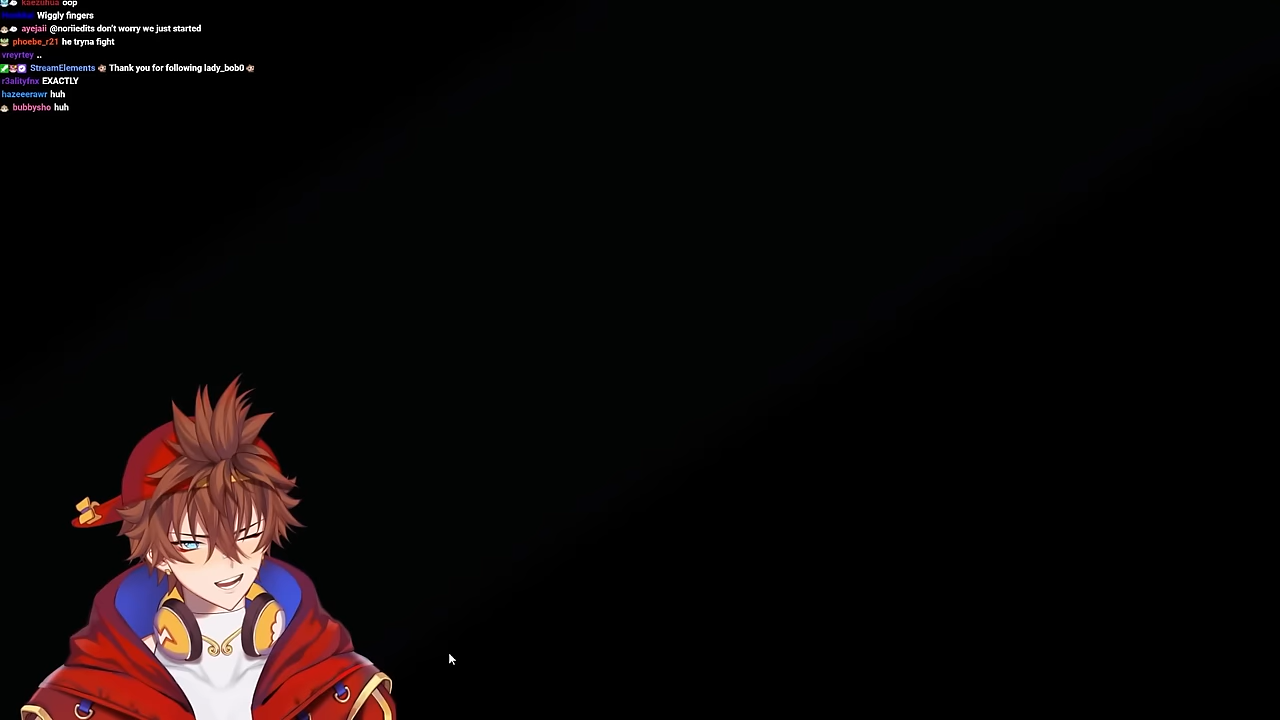 kaezuhua oop
Wiggly fingers
ayejaii @noriiedits don't worry we just started
phoebe_r21 he tryna fight
vreyrtey ..
StreamElements Thank you for following lady_bob0
r3alityfnx EXACTLY
hazeeerawr huh
bubbysho huh